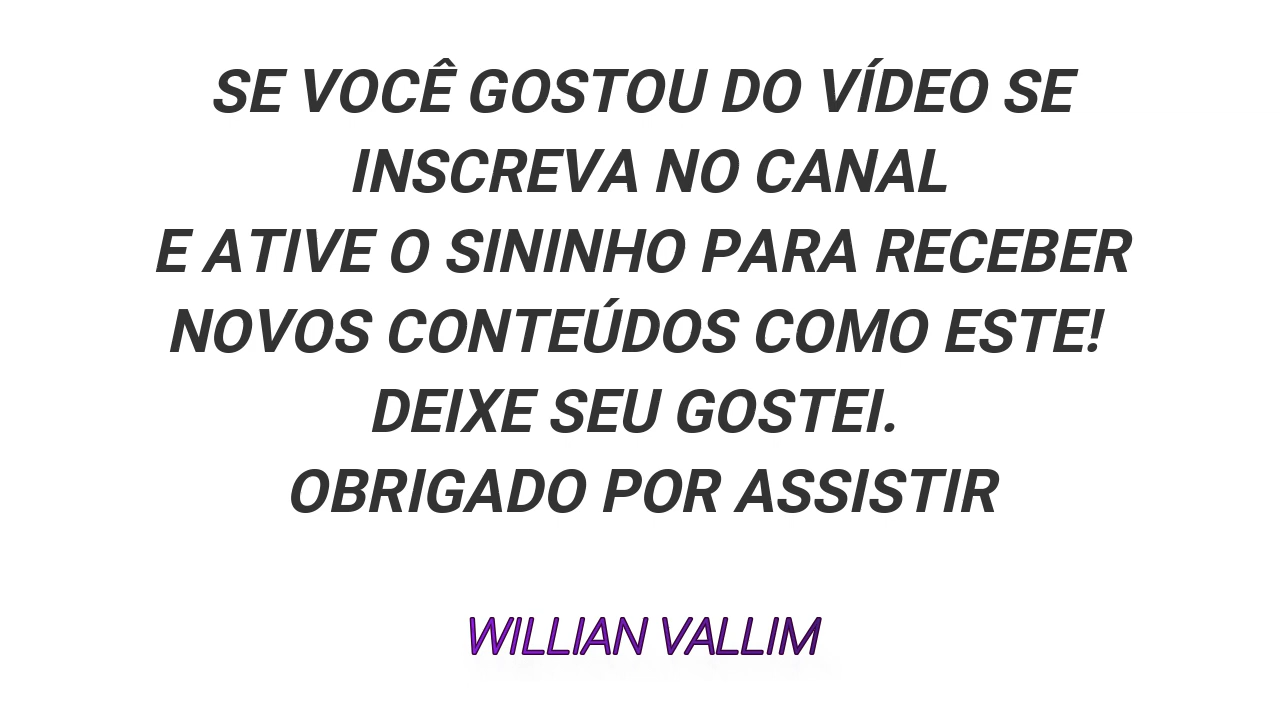 SE VOCÊ GOSTOU DO VÍDEO SE
INSCREVA NO CANAL
E ATIVE O SININHO PARA RECEBER
NOVOS CONTEÚDOS COMO ESTE!
DEIXE SEU GOSTEI.
OBRIGADO POR ASSISTIR
WILLIAN VALLIM